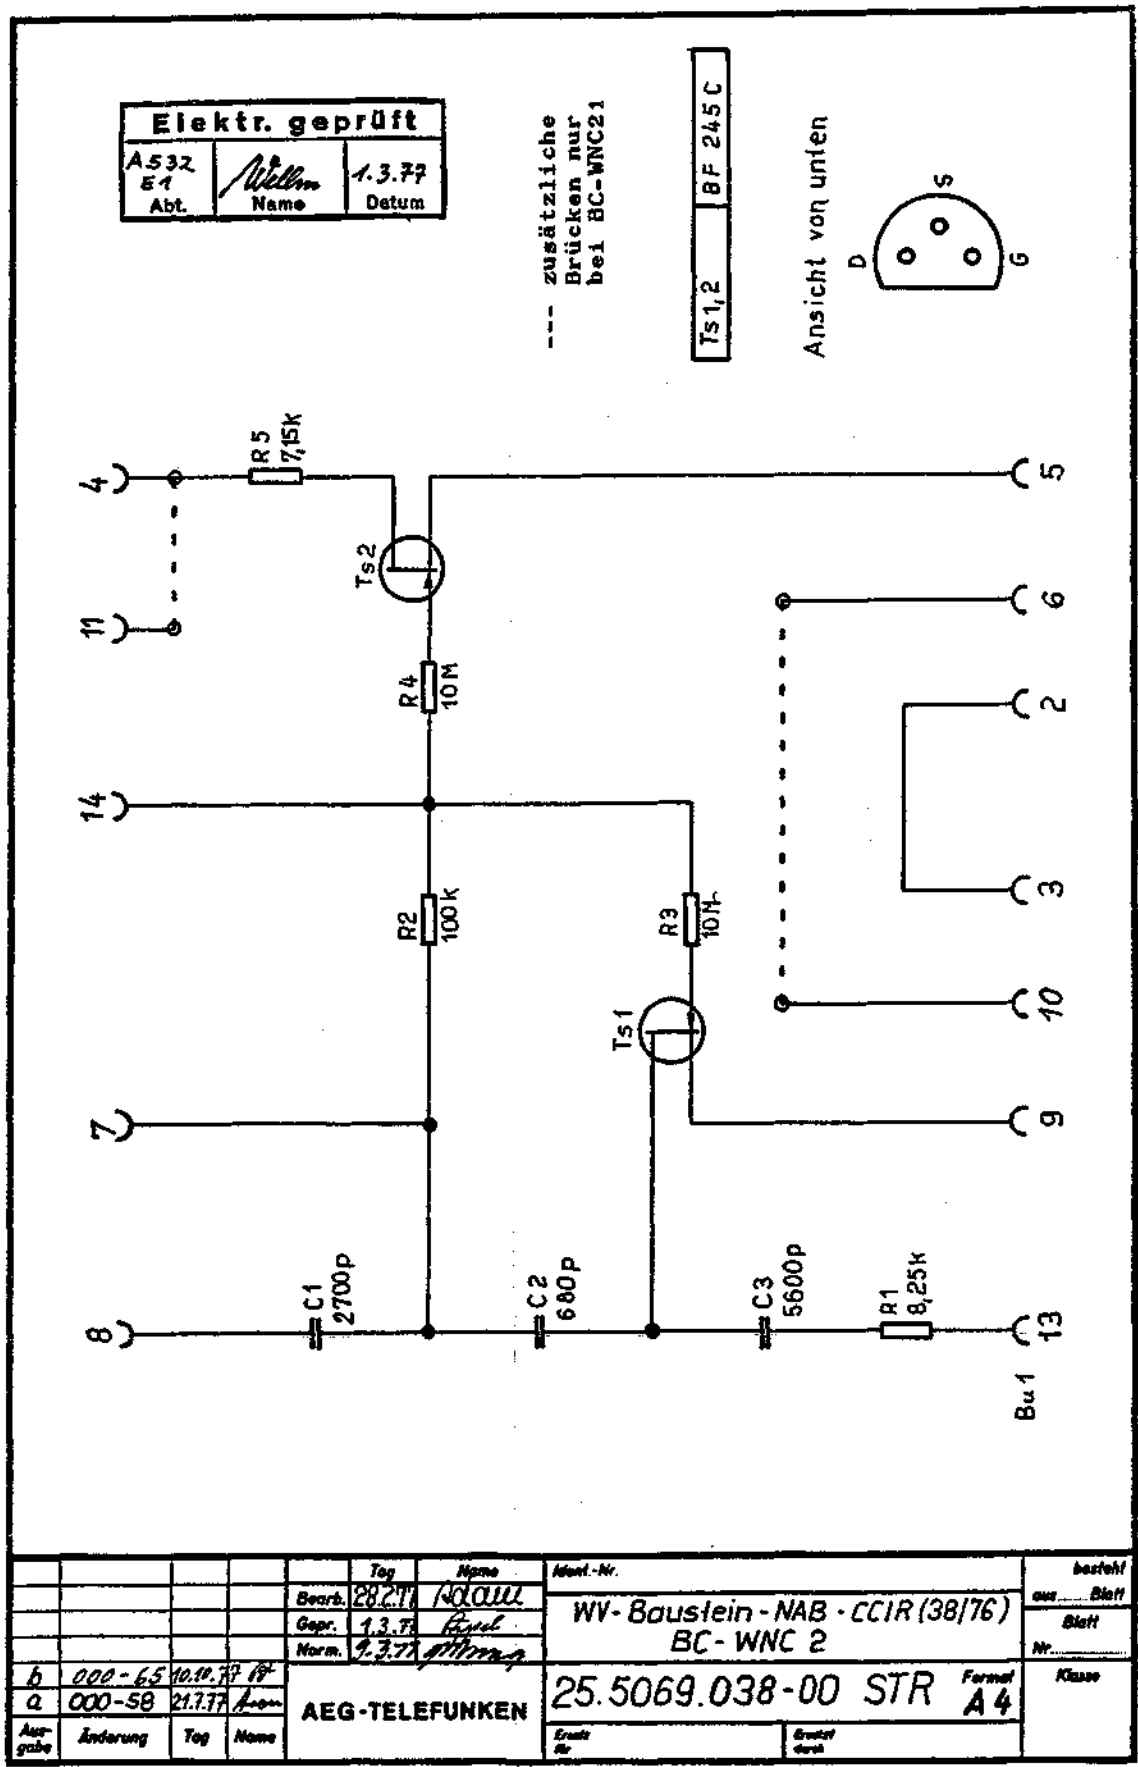 Elektr. geprüft
A532
E1
1.3.77
Abt.
Name
Datum
--- zusätzliche
Brücken nur
bei BC-WNC21
Ts1,2
BF 245 C
Ansicht von unten
D
S
G
4
R5
7,15k
5
Ts2
11
6
R4
10M
2
14
R2
100k
R3
10M
3
Ts1
10
7
9
8
C1
2700p
C2
680p
C3
5600p
R1
8,25k
13
Bu1
Tag
Name
Bearb.
28.2.77
Gepr.
1.3.77
Norm.
9.3.77
Ident.-Nr.
WV-Baustein-NAB-CCIR (38/76)
BC-WNC 2
besteht
aus Blatt
Blatt
Nr.
b
000-65
10.10.77
a
000-58
21.7.77
Aus-
gabe
Änderung
Tag
Name
AEG-TELEFUNKEN
25.5069.038-00 STR
Format
A4
Klasse
Ersatz
für
Ersetzt
durch